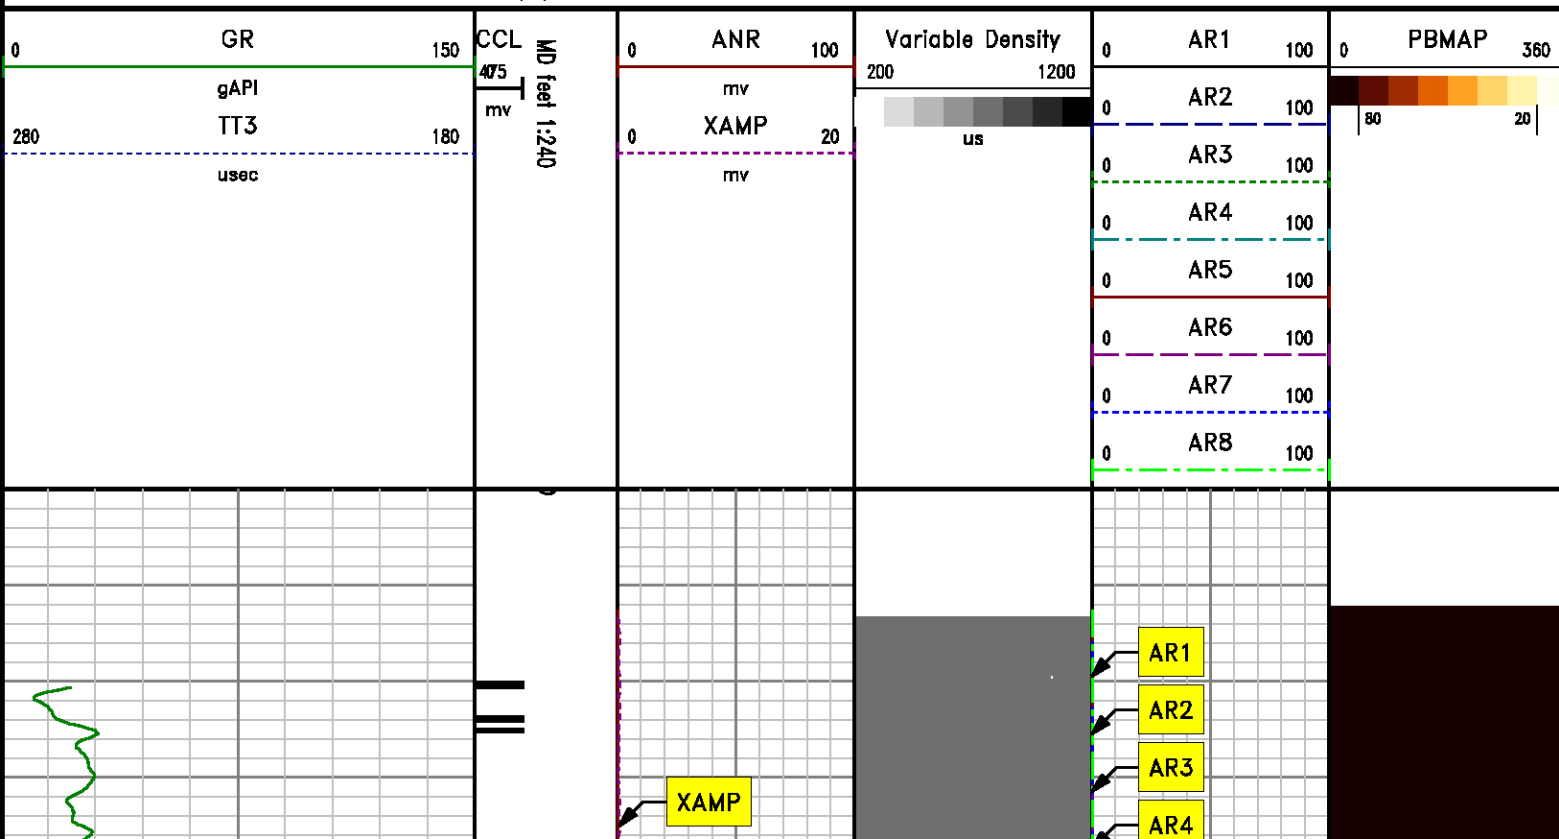 0 GR 150
gAPI
280 TT3 180
usec
CCL
mv
MD feet 1:240
0 ANR 100
mv
0 XAMP 20
mv
Variable Density
200 1200
us
0 AR1 100
0 AR2 100
0 AR3 100
0 AR4 100
0 AR5 100
0 AR6 100
0 AR7 100
0 AR8 100
0 PBMAP 360
80 20
XAMP
AR1
AR2
AR3
AR4